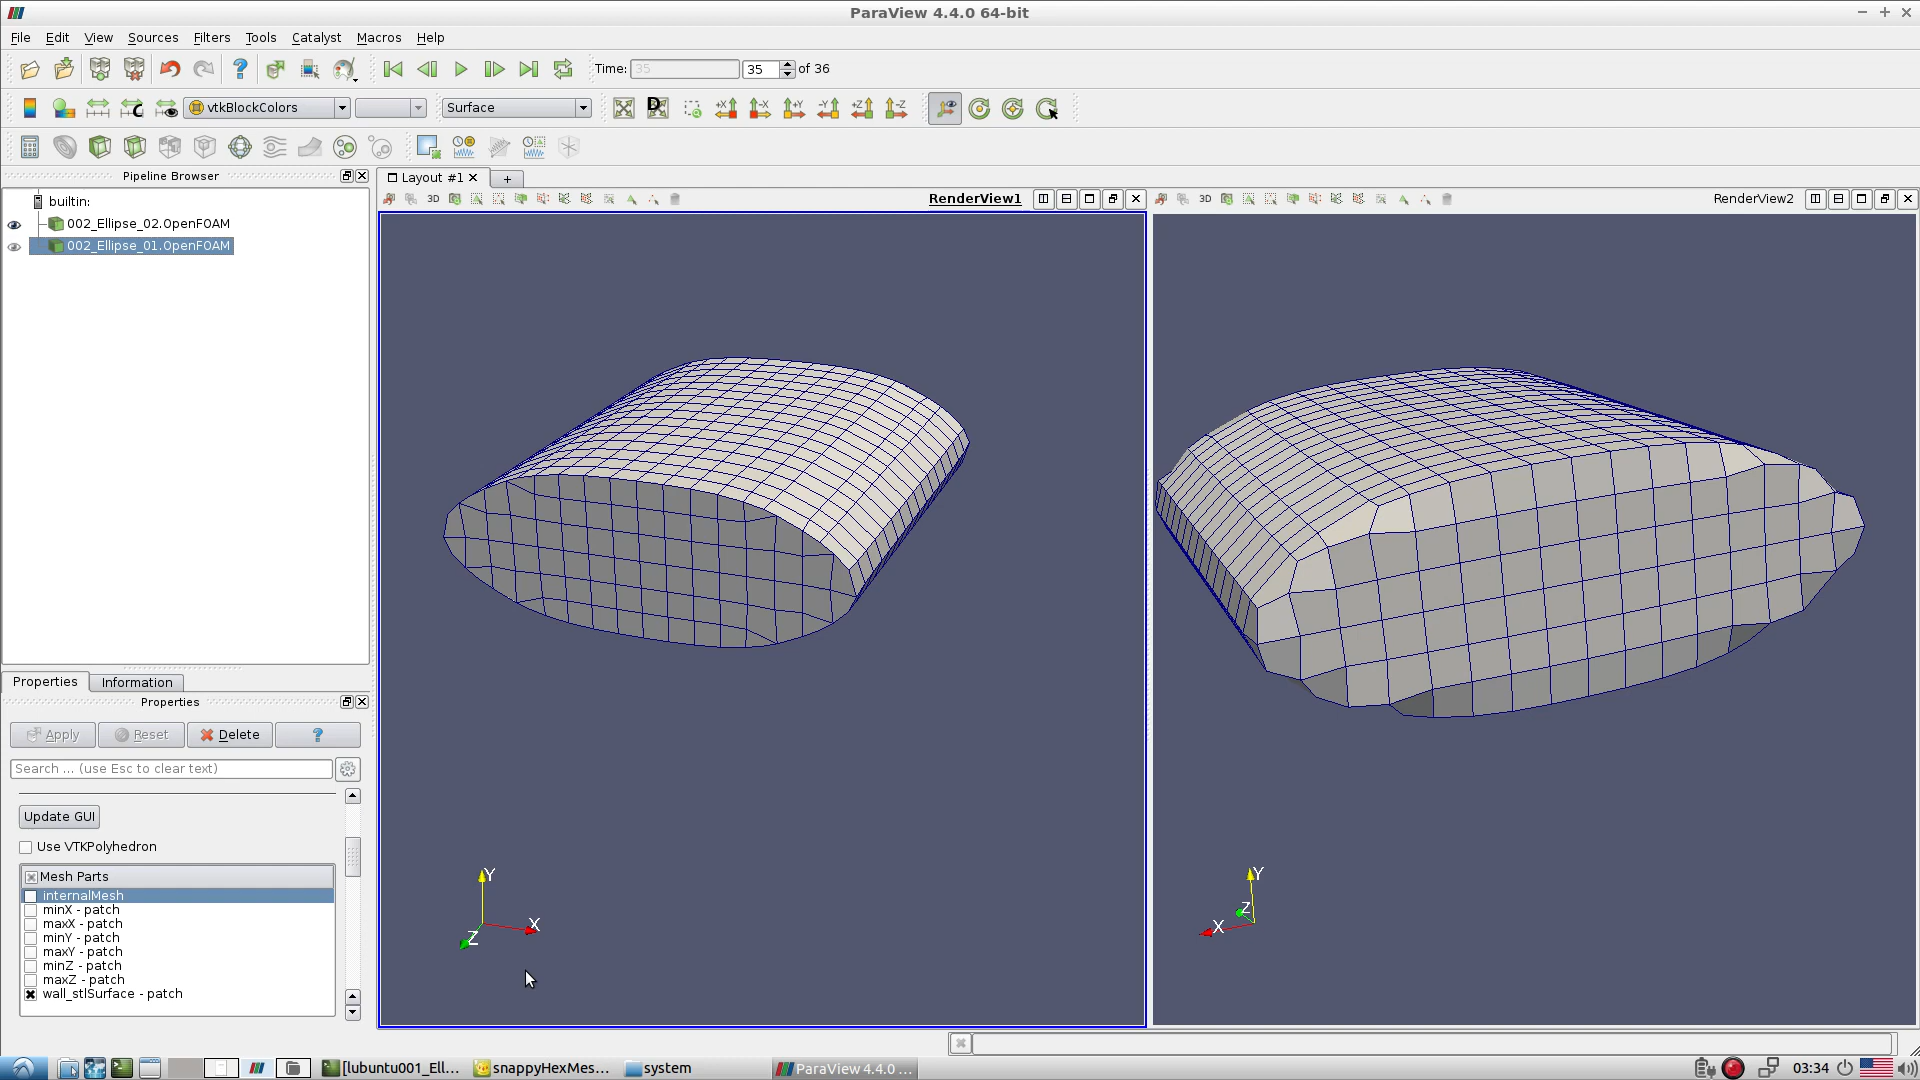 ParaView 4.4.0 64-bit
File Edit View Sources Filters Tools Catalyst Macros Help
Time: 35 35 of 36
vtkBlockColors Surface +X -X +Y -Y +Z -Z
Pipeline Browser
Layout #1 +
builtin:
3D RenderView1
3D RenderView2
002_Ellipse_02.OpenFOAM
002_Ellipse_01.OpenFOAM
Properties Information
Properties
Apply Reset Delete ?
Search ... (use Esc to clear text)
Update GUI
Use VTKPolyhedron
Mesh Parts
internalMesh
minX - patch
maxX - patch
minY - patch
maxY - patch
minZ - patch
maxZ - patch
wall_stlSurface - patch
Y
X
Z
Y
Z
X
[lubuntu001_Ell... snappyHexMes... system ParaView 4.4.0 ... 03:34